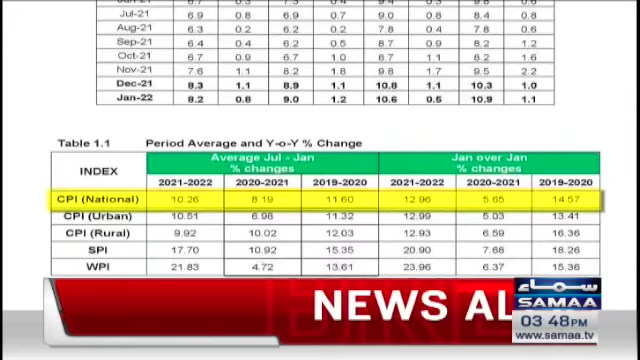 Jul-21 6.9 0.8 6.9 0.7 9.0 0.8 8.4 0.8
Aug-21 6.3 0.2 6.2 0.2 7.8 0.4 7.8 0.6
Sep-21 6.4 0.4 6.2 0.5 8.7 0.9 8.2 1.2
Oct-21 6.7 0.9 6.7 1.0 8.7 1.1 8.2 1.6
Nov-21 7.6 1.1 8.2 1.8 9.8 1.7 9.5 2.2
Dec-21 8.3 1.1 8.9 1.1 10.8 1.1 10.3 1.0
Jan-22 8.2 0.8 9.0 1.2 10.6 0.5 10.9 1.1
Table 1.1 Period Average and Y-o-Y % Change
INDEX Average Jul - Jan % changes Jan over Jan % changes
2021-2022 2020-2021 2019-2020 2021-2022 2020-2021 2019-2020
CPI (National) 10.26 8.19 11.60 12.96 5.65 14.57
CPI (Urban) 10.51 6.98 11.32 12.99 5.03 13.41
CPI (Rural) 9.92 10.02 12.03 12.93 6.59 16.36
SPI 17.70 10.92 15.35 20.90 7.68 18.26
WPI 21.83 4.72 13.61 23.96 6.37 15.36
NEWS AL
سماء
SAMAA
03:48 PM
www.samaa.tv